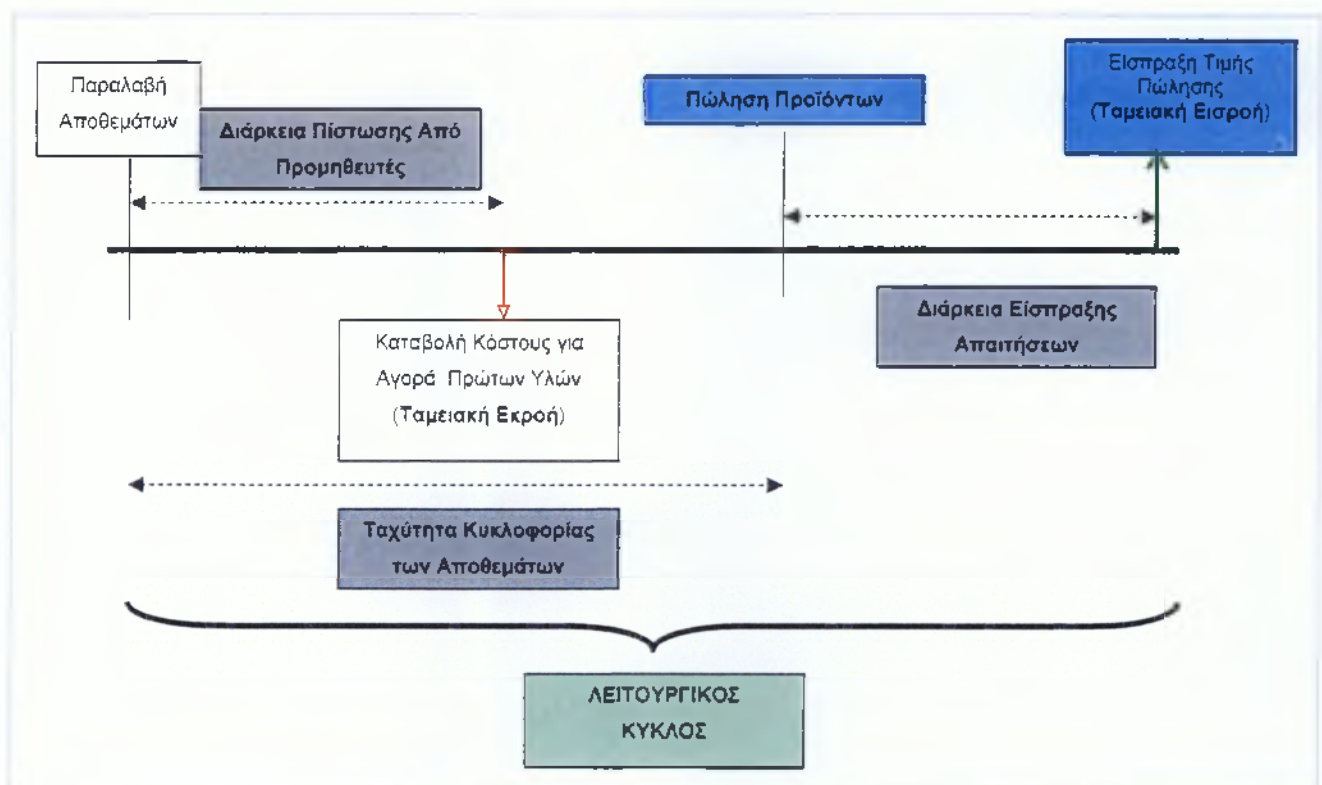 Παραλαβή
Αποθεμάτων
Διάρκεια Πίστωσης Από
Προμηθευτές
Πώληση Προϊόντων
Είσπραξη Τιμής
Πώλησης
(Ταμειακή Εισροή)
Καταβολή Κόστους για
Αγορά Πρώτων Υλών
(Ταμειακή Εκροή)
Διάρκεια Είσπραξης
Απαιτήσεων
Ταχύτητα Κυκλοφορίας
των Αποθεμάτων
ΛΕΙΤΟΥΡΓΙΚΟΣ
ΚΥΚΛΟΣ